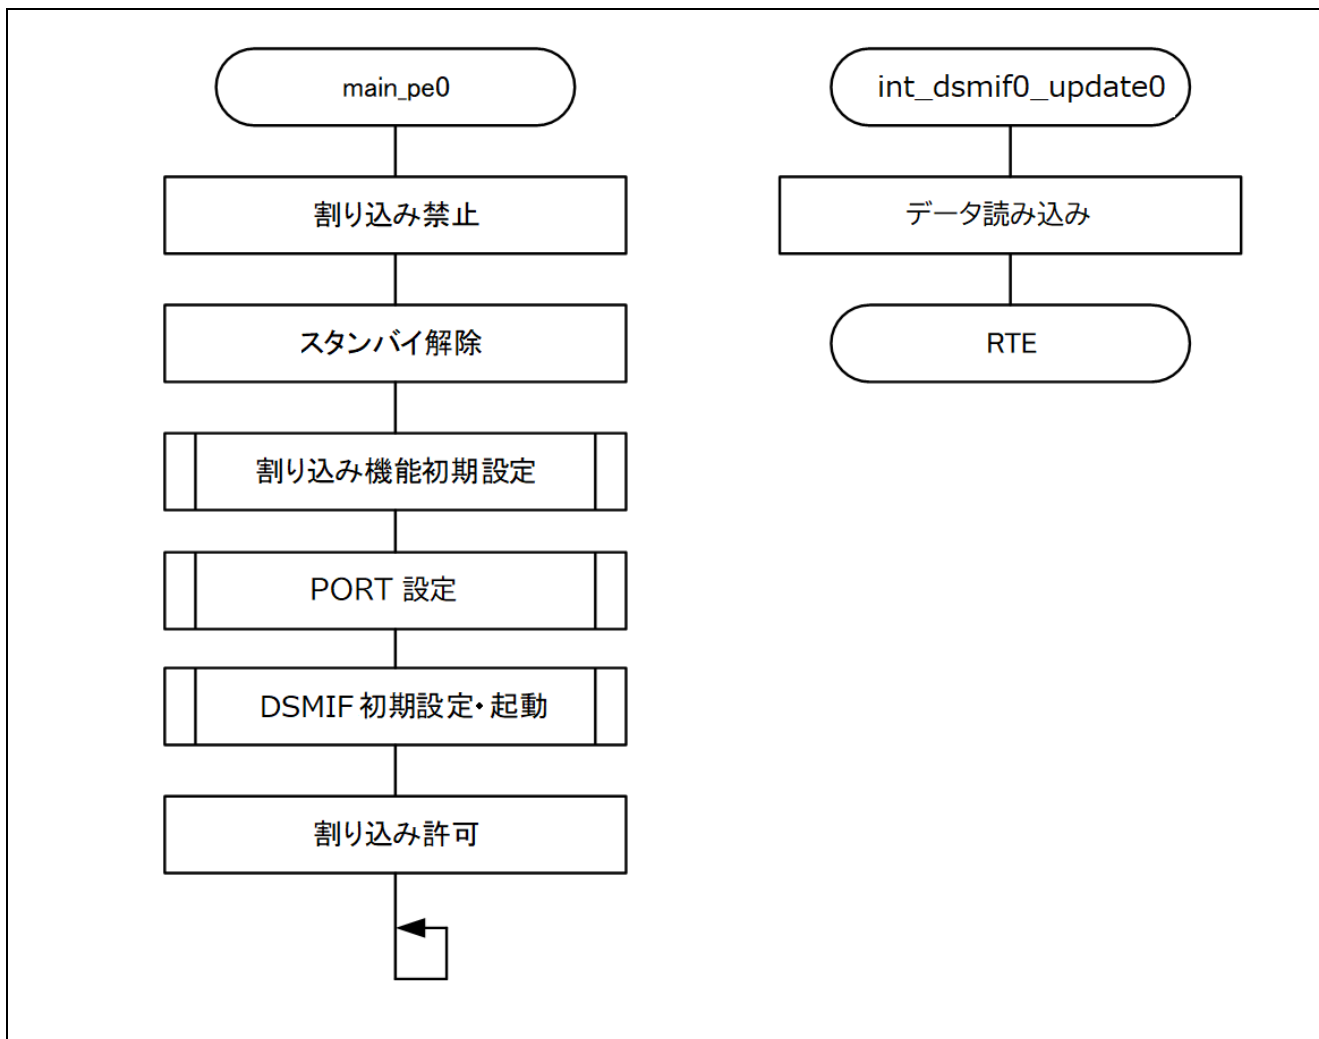 main_pe0
割り込み禁止
スタンバイ解除
割り込み機能初期設定
PORT 設定
DSMIF 初期設定・起動
割り込み許可
int_dsmif0_update0
データ読み込み
RTE